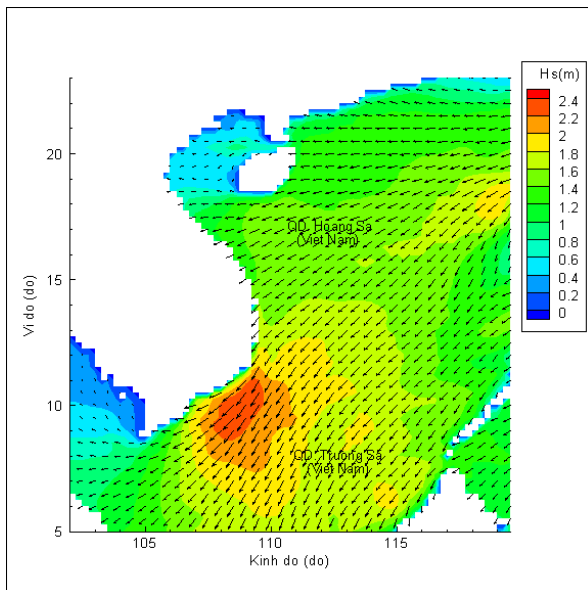 Hs(m)
2.4
2.2
2
1.8
1.6
1.4
1.2
1
0.8
0.6
0.4
0.2
0
20
15
10
5
Vi do (do)
QD. Hoang Sa
(Viet Nam)
QD. Truong Sa
(Viet Nam)
105
110
115
Kinh do (do)